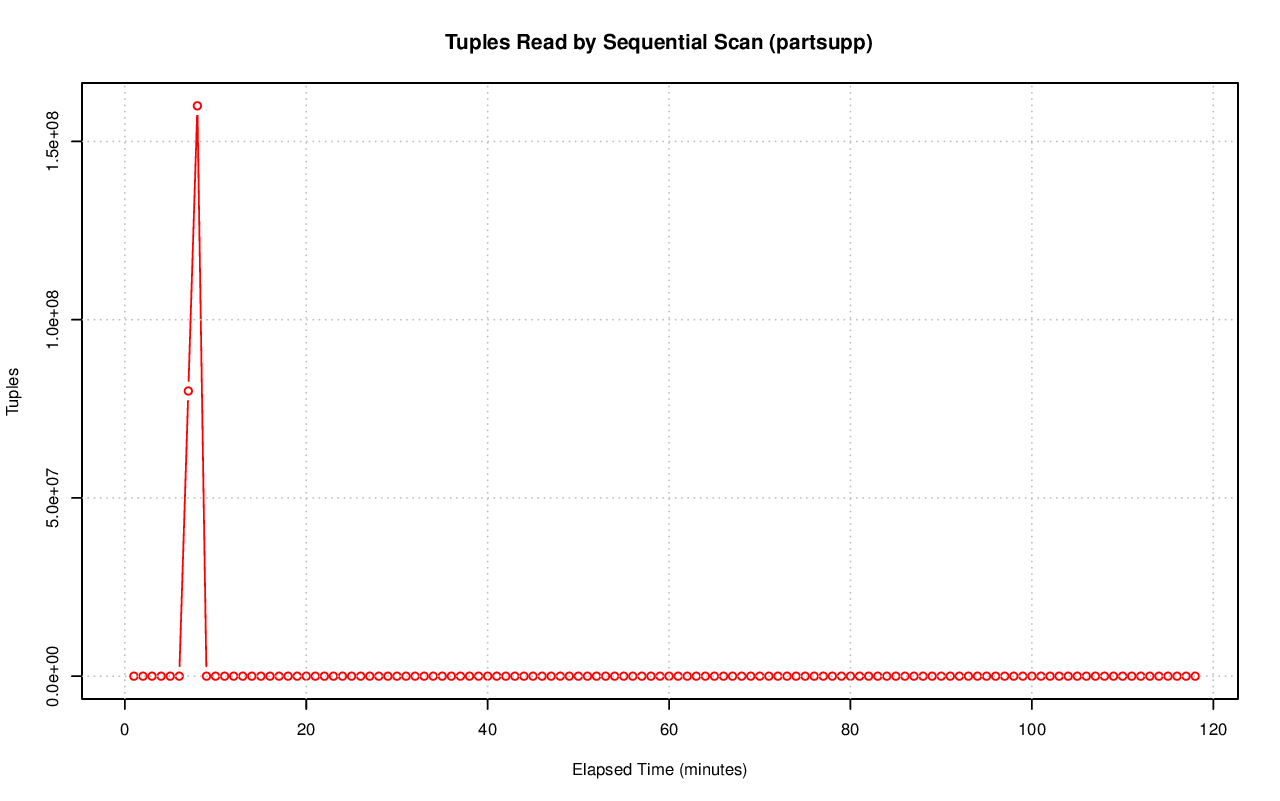 Tuples Read by Sequential Scan (partsupp)
1.5e+08
1.0e+08
5.0e+07
0.0e+00
Tuples
0 20 40 60 80 100 120
Elapsed Time (minutes)